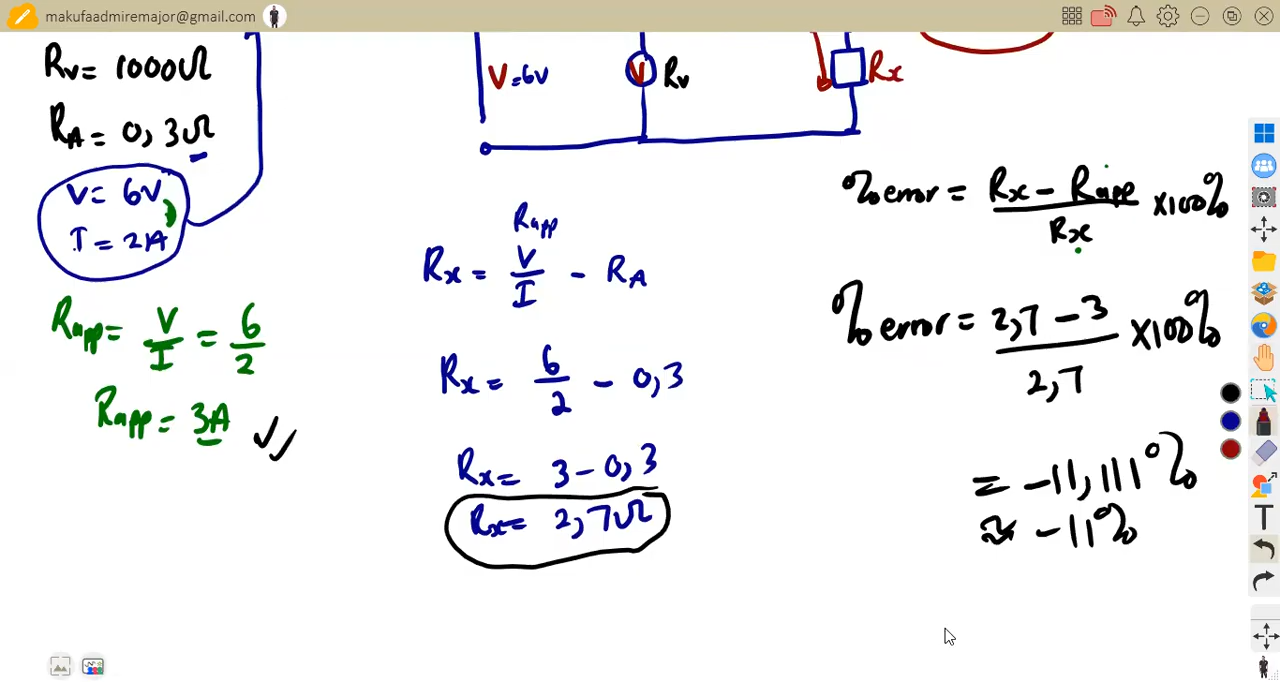 makufaadmiremajor@gmail.com
Rv = 1000Ω
RA = 0,3Ω
V = 6V
I = 2A
Rapp = V/I = 6/2
Rapp = 3A
V=6V
V
Rv
Rx
Rapp
Rx = V/I - RA
Rx = 6/2 - 0,3
Rx = 3 - 0,3
Rx = 2,7Ω
% error = Rx - Rapp / Rx ×100%
% error = 2,7 - 3 / 2,7 ×100%
= -11,111%
≈ -11%
T